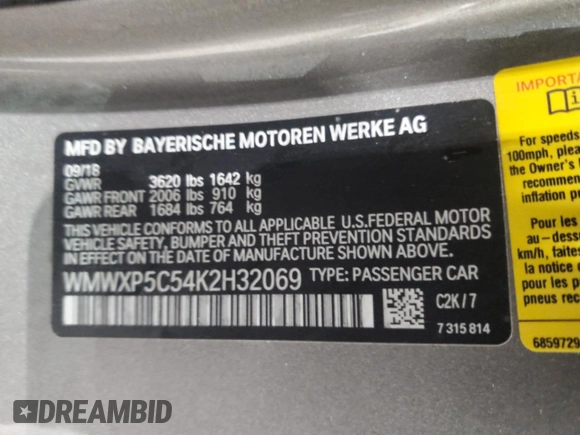 MFD BY BAYERISCHE MOTOREN WERKE AG
09/18
GVWR 3620 lbs 1642 kg
GAWR FRONT 2006 lbs 910 kg
GAWR REAR 1684 lbs 764 kg
THIS VEHICLE CONFORMS TO ALL APPLICABLE U.S.FEDERAL MOTOR
VEHICLE SAFETY, BUMPER AND THEFT PREVENTION STANDARDS
IN EFFECT ON THE DATE OF MANUFACTURE SHOWN ABOVE.
WMWXP5C54K2H32069 TYPE: PASSENGER CAR
C2K / 7
7 315 814
IMPORTA
i
For speeds
100mph, plea
the Owner's
recommen
inflation p
Pour les
au-dessu
km/h, faites
la notice
pour les p
pneus reco
6859729
DREAMBID